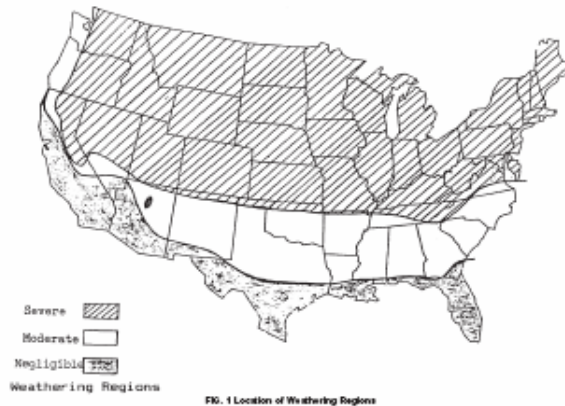 Severe
Moderate
Negligible
Weathering Regions
FIG. 1 Location of Weathering Regions